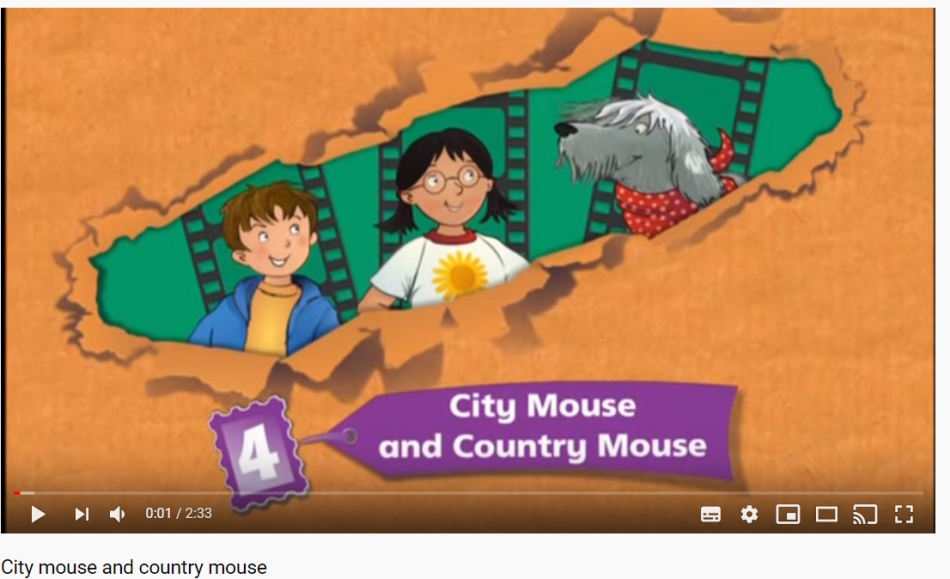 City Mouse
and Country Mouse
4
0:01 / 2:33
City mouse and country mouse